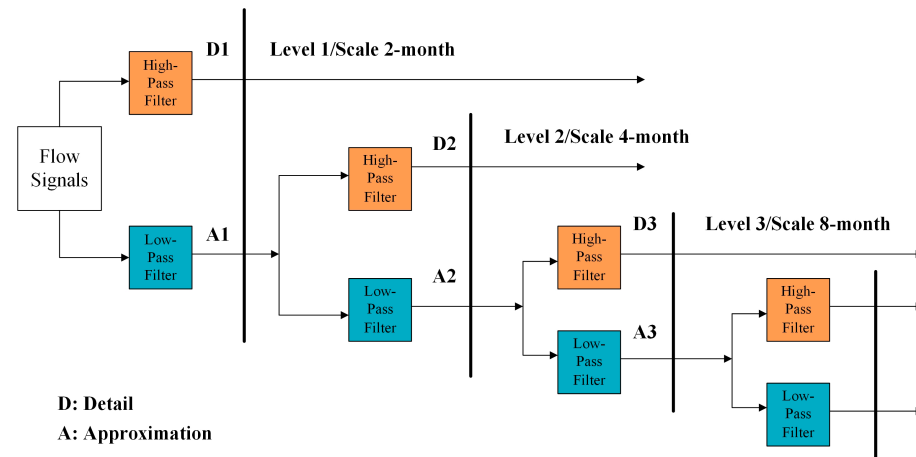 D1
Level 1/Scale 2-month
High-
Pass
Filter
Flow
Signals
Low-
Pass
Filter
A1
D2
Level 2/Scale 4-month
High-
Pass
Filter
Low-
Pass
Filter
A2
D3
Level 3/Scale 8-month
High-
Pass
Filter
Low-
Pass
Filter
A3
High-
Pass
Filter
Low-
Pass
Filter
D: Detail
A: Approximation